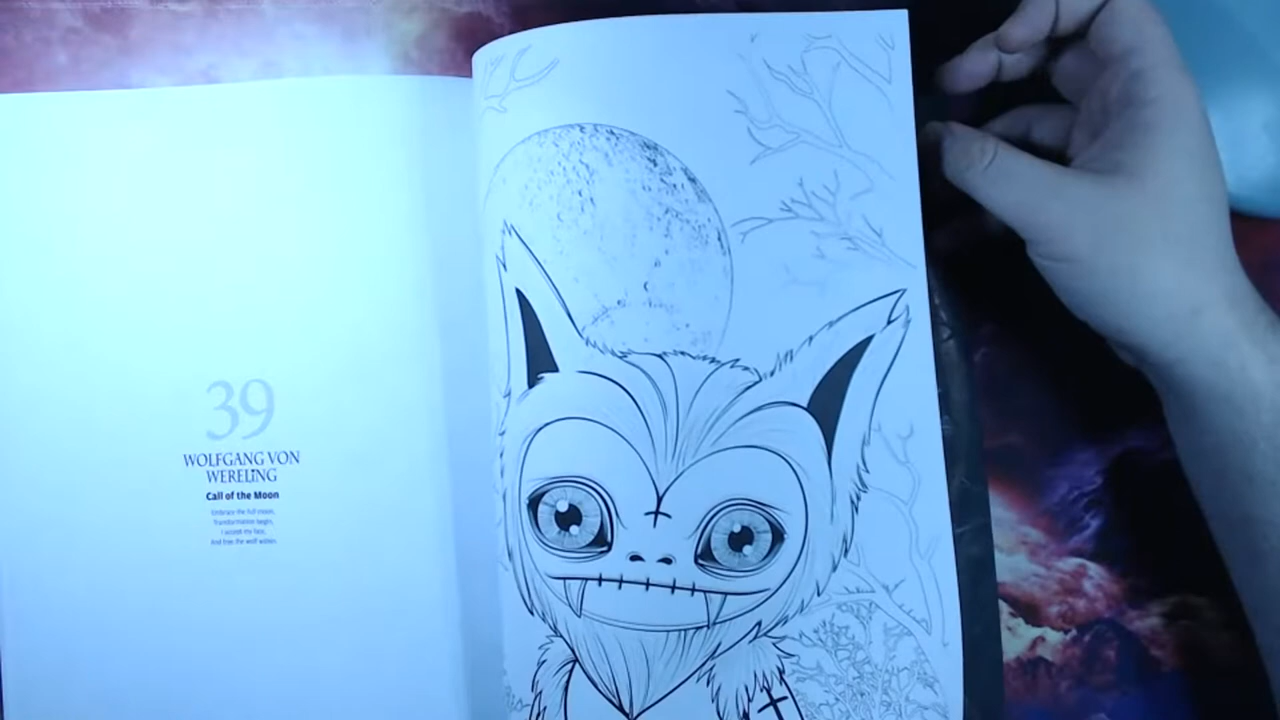 39
WOLFGANG VON
WERELING
Call of the Moon
Embrace the full moon,
Transformation begin,
I accept my fate,
And free the wolf within.